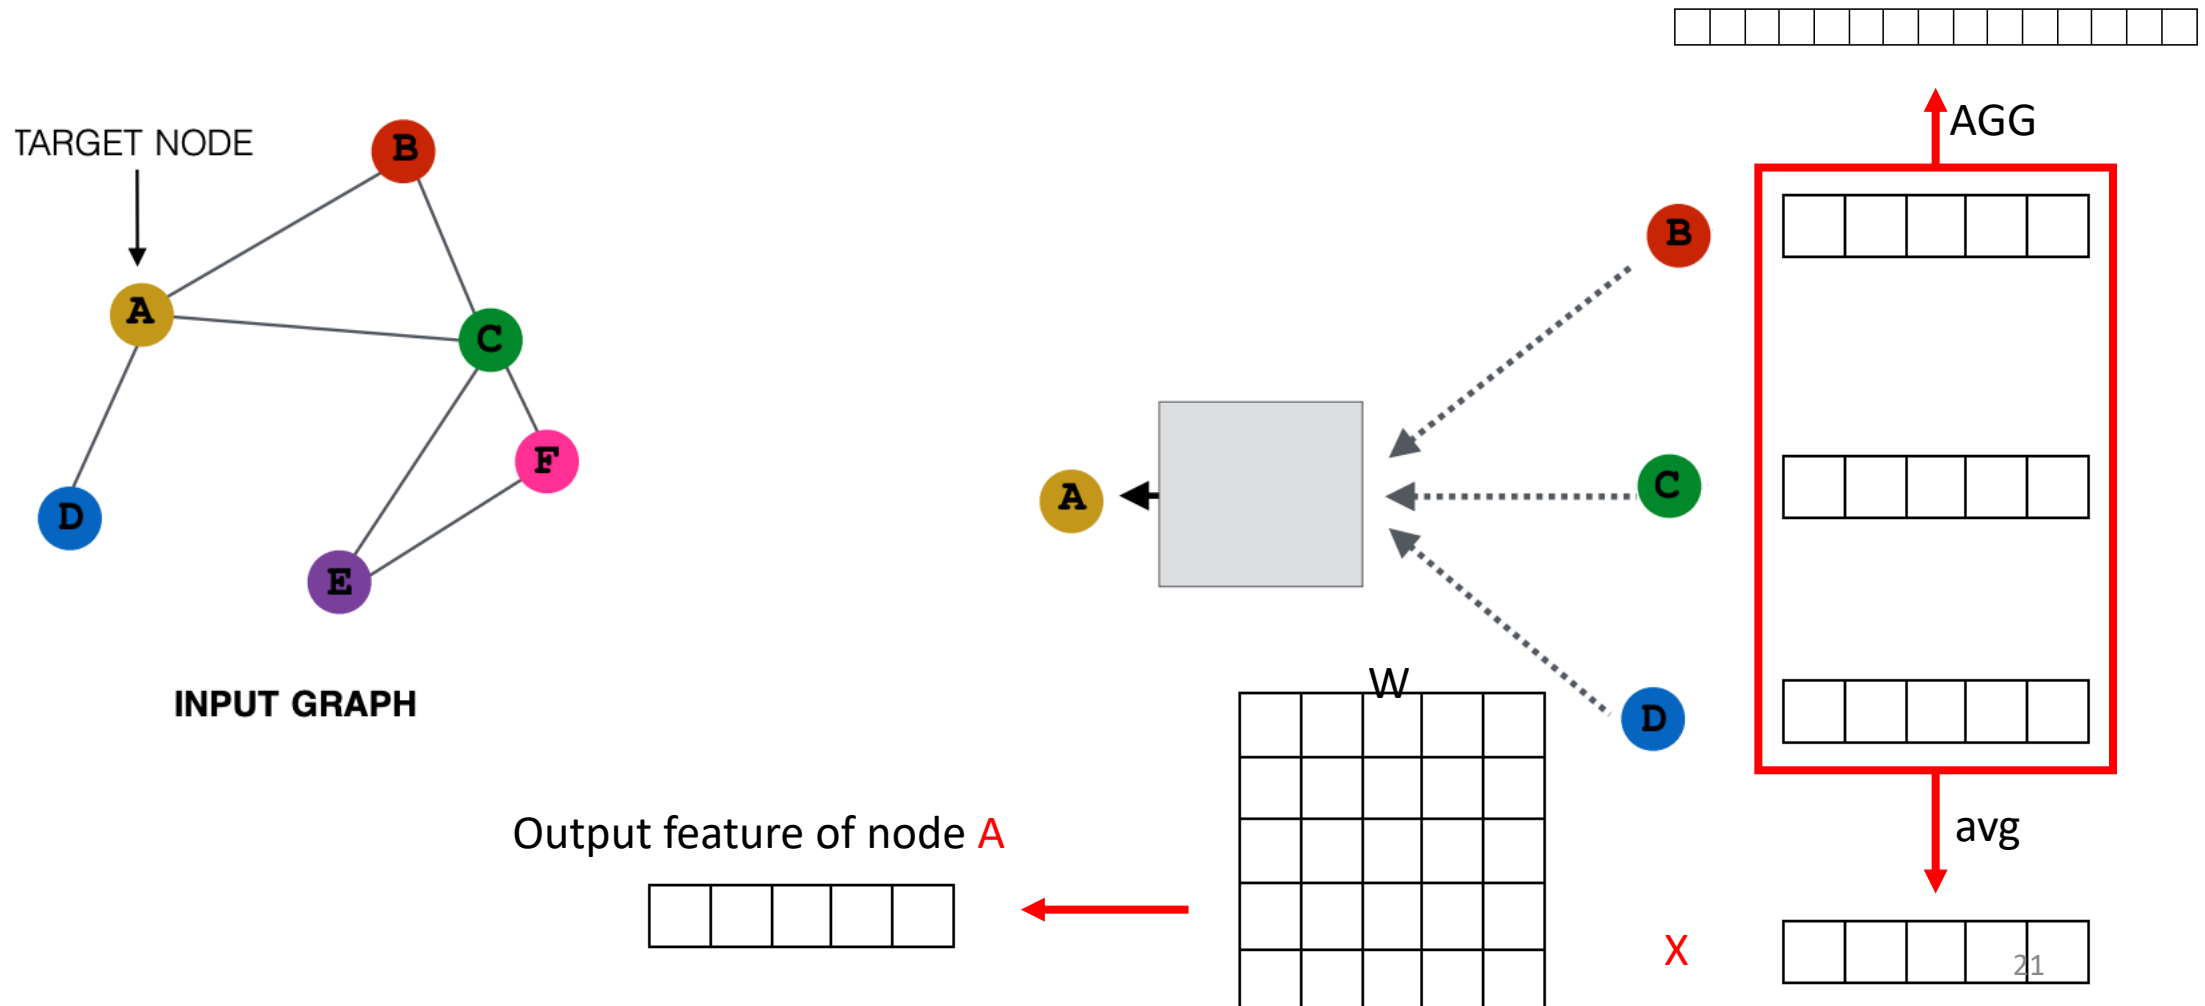 TARGET NODE
B
A
C
F
D
E
INPUT GRAPH
AGG
B
A
C
D
W
avg
Output feature of node A
X
21